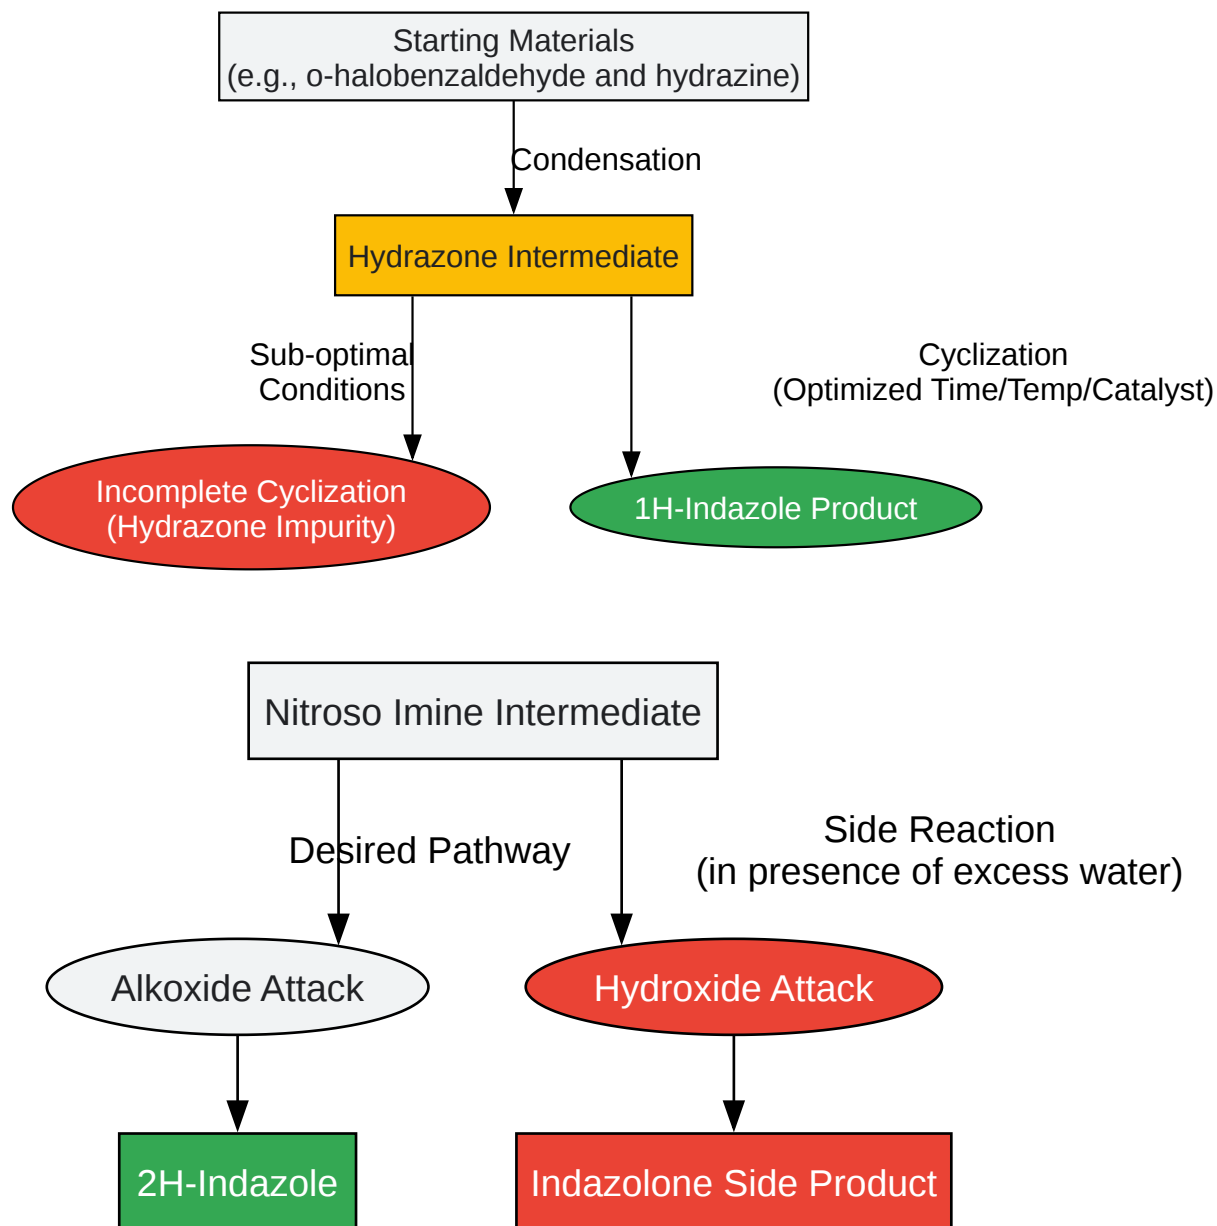 Starting Materials
(e.g., o-halobenzaldehyde and hydrazine)
Condensation
Hydrazone Intermediate
Sub-optimal
Conditions
Cyclization
(Optimized Time/Temp/Catalyst)
Incomplete Cyclization
(Hydrazone Impurity)
1H-Indazole Product
Nitroso Imine Intermediate
Desired Pathway
Side Reaction
(in presence of excess water)
Alkoxide Attack
Hydroxide Attack
2H-Indazole
Indazolone Side Product